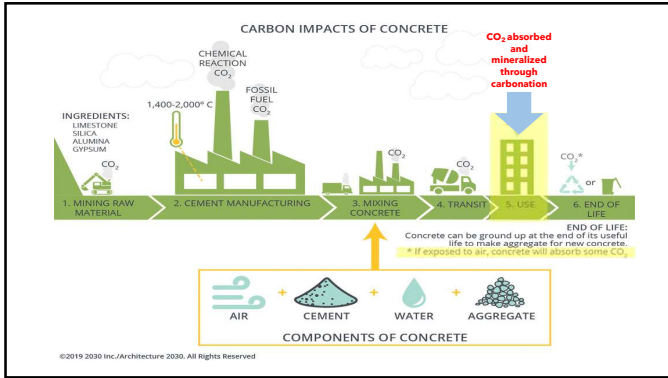 CARBON IMPACTS OF CONCRETE
CO₂ absorbed
and
mineralized
through
carbonation
CHEMICAL
REACTION
CO₂
FOSSIL
FUEL
CO₂
1,400-2,000° C
INGREDIENTS:
LIMESTONE
SILICA
ALUMINA
GYPSUM
CO₂
CO₂
CO₂
CO₂*
or
1. MINING RAW
MATERIAL
2. CEMENT MANUFACTURING
3. MIXING
CONCRETE
4. TRANSIT
5. USE
6. END OF
LIFE
END OF LIFE:
Concrete can be ground up at the end of its useful
life to make aggregate for new concrete.
* If exposed to air, concrete will absorb some CO₂
AIR
+
CEMENT
+
WATER
+
AGGREGATE
COMPONENTS OF CONCRETE
©2019 2030 Inc./Architecture 2030. All Rights Reserved